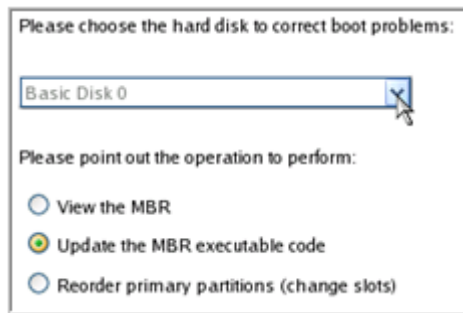 Please choose the hard disk to correct boot problems:
Basic Disk 0
Please point out the operation to perform:
View the MBR
Update the MBR executable code
Reorder primary partitions (change slots)